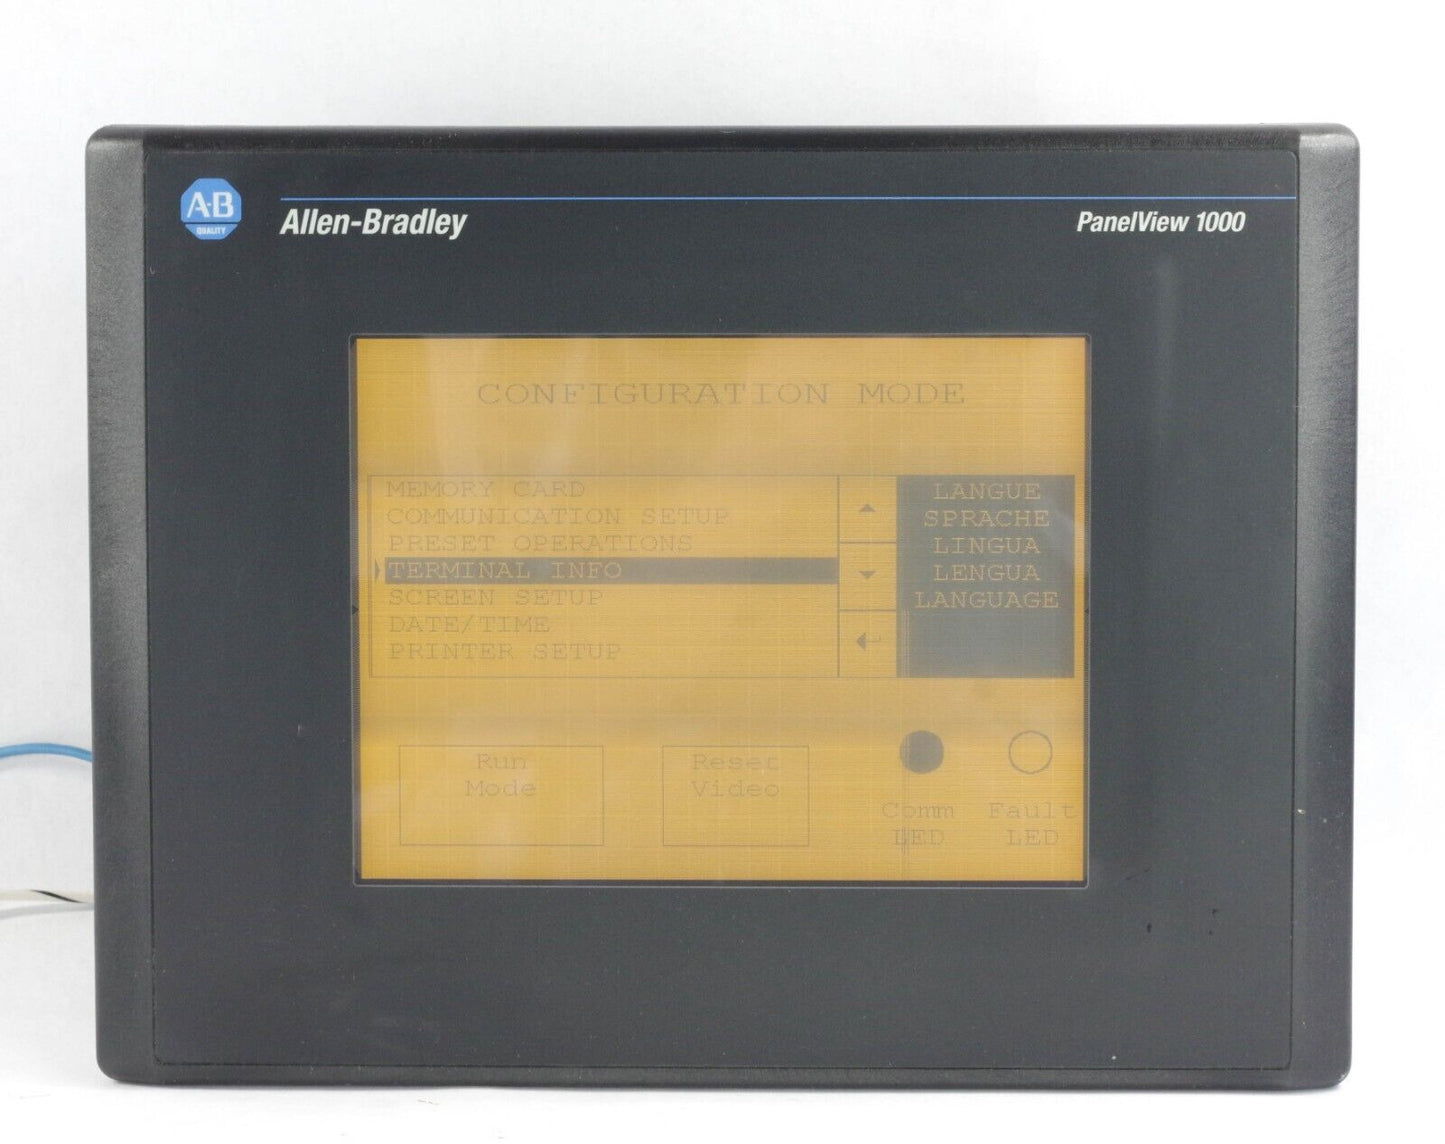 A-B
QUALITY
Allen-Bradley
PanelView 1000
CONFIGURATION MODE
MEMORY CARD
COMMUNICATION SETUP
PRESET OPERATIONS
TERMINAL INFO
SCREEN SETUP
DATE/TIME
PRINTER SETUP
LANGUE
SPRACHE
LINGUA
LENGUA
LANGUAGE
Run
Mode
Reset
Video
Comm
LED
Fault
LED